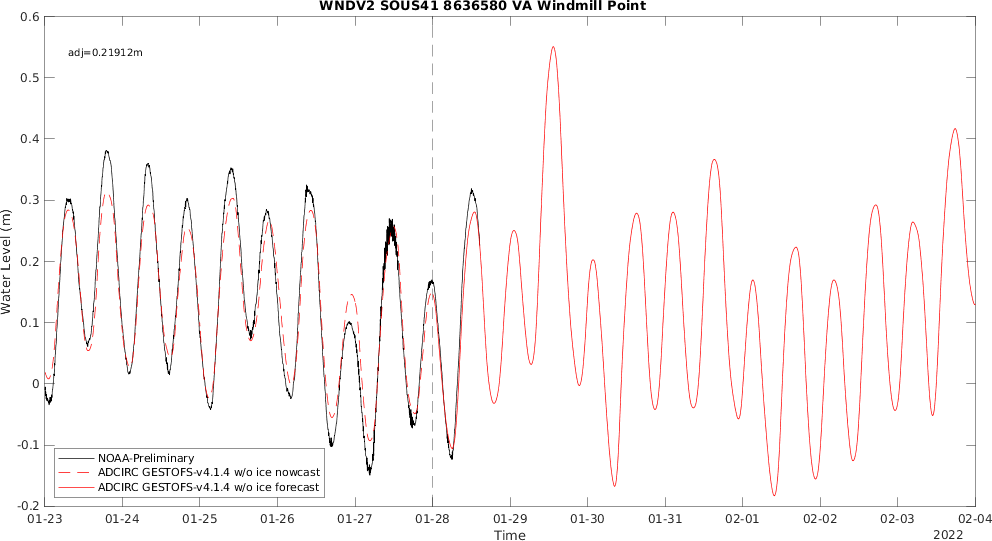 WNDV2 SOUS41 8636580 VA Windmill Point
adj=0.21912m
0.6
0.5
0.4
0.3
0.2
0.1
0
-0.1
-0.2
Water Level (m)
NOAA-Preliminary
ADCIRC GESTOFS-v4.1.4 w/o ice nowcast
ADCIRC GESTOFS-v4.1.4 w/o ice forecast
01-23 01-24 01-25 01-26 01-27 01-28 01-29 01-30 01-31 02-01 02-02 02-03 02-04
Time
2022